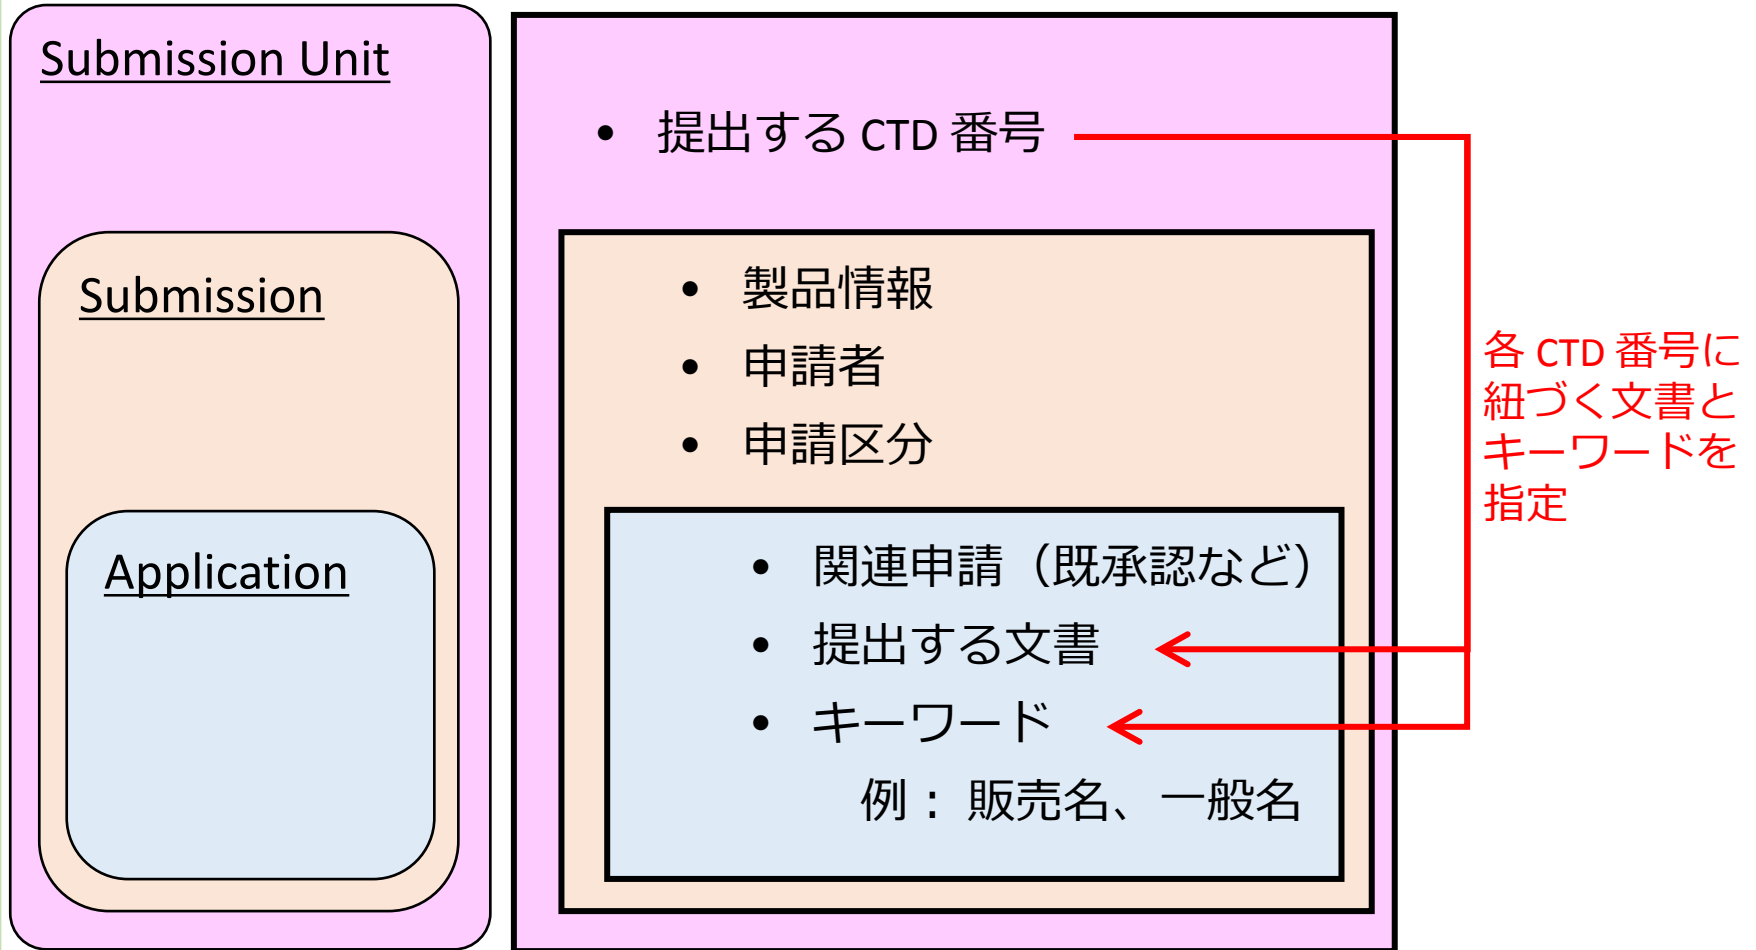 Submission Unit
Submission
Application
• 提出する CTD 番号
• 製品情報
• 申請者
• 申請区分
• 関連申請（既承認など）
• 提出する文書
• キーワード
例： 販売名、一般名
各 CTD 番号に
紐づく文書と
キーワードを
指定